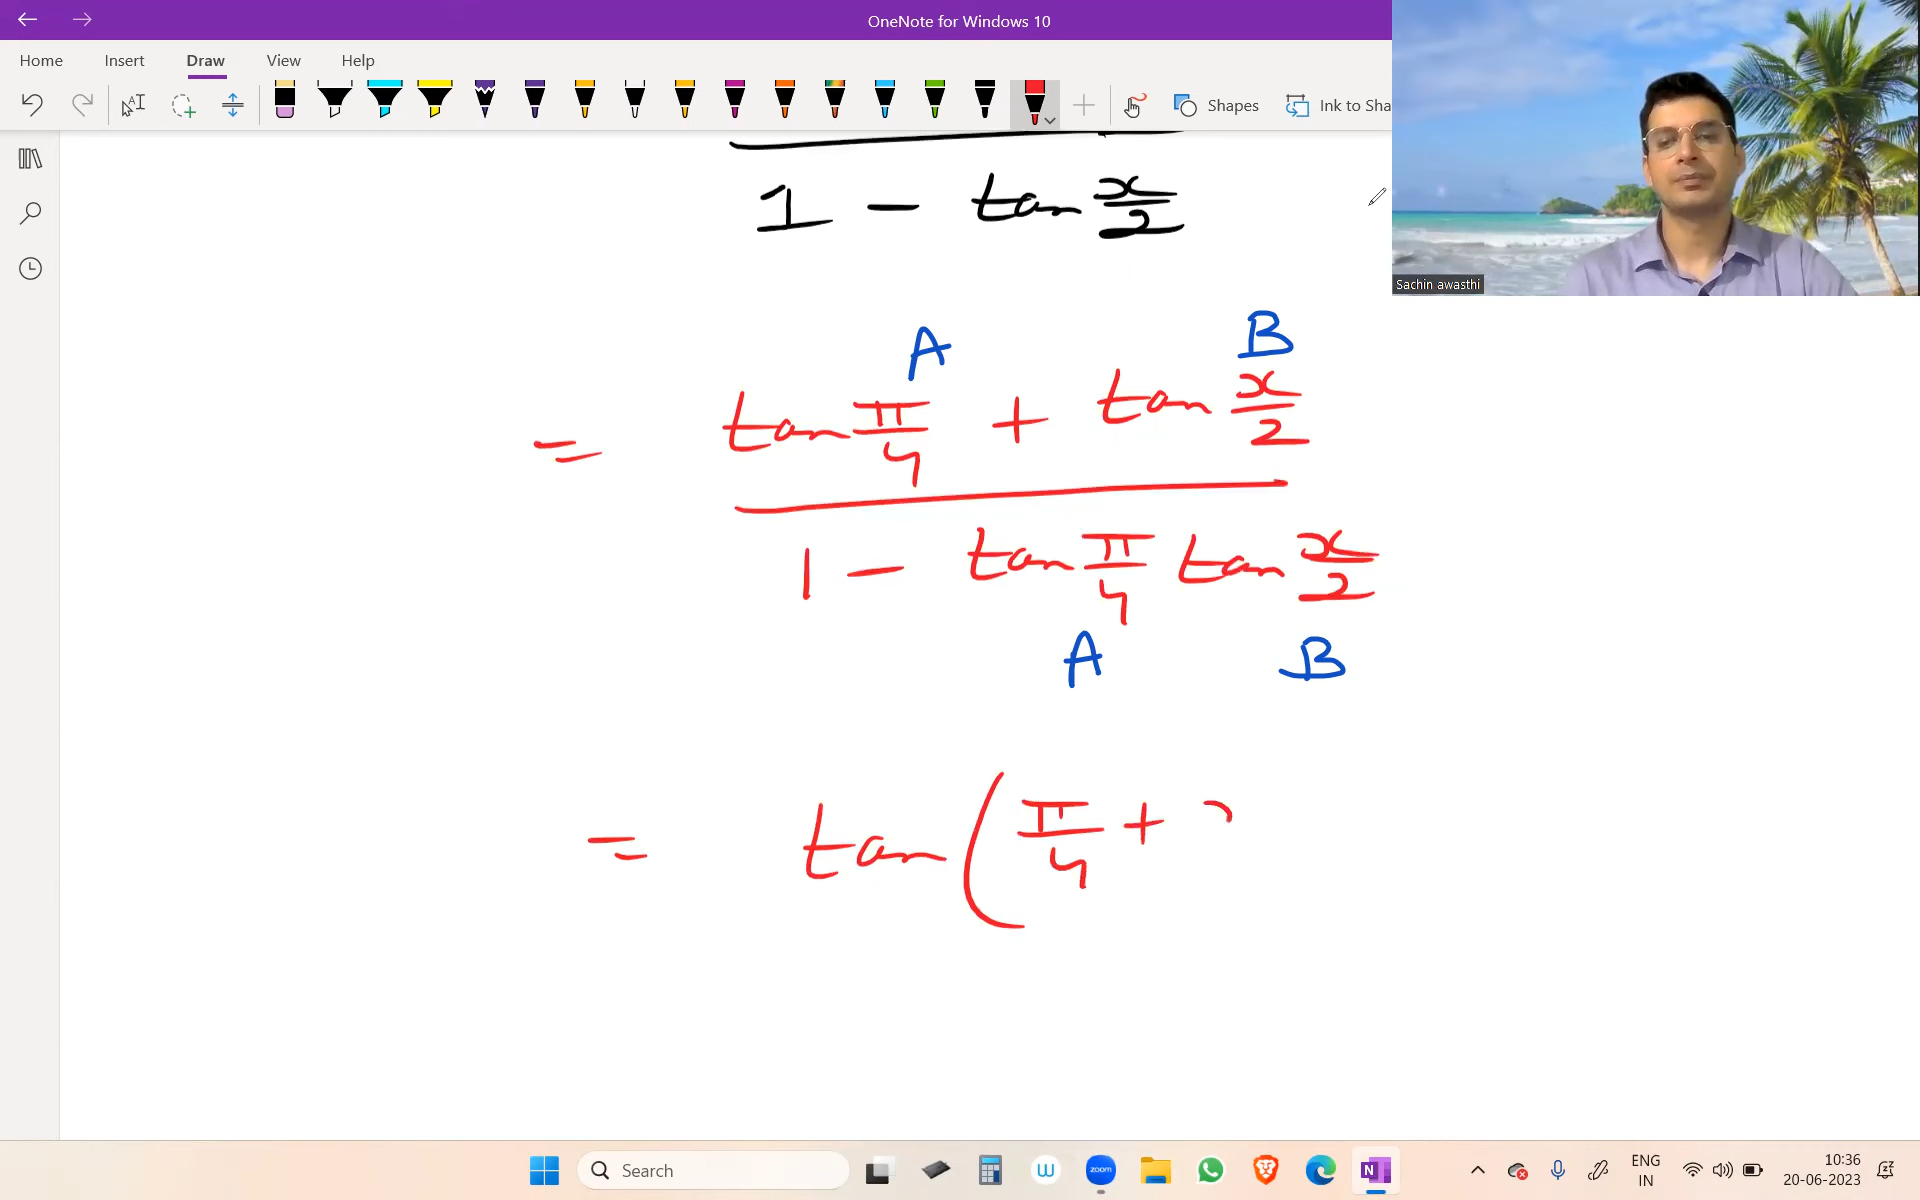 OneNote for Windows 10
Home Insert Draw View Help
Shapes Ink to Sha
Sachin awasthi
1 - tan x/2
A B
= tan π/4 + tan x/2
1 - tan π/4 tan x/2
A B
= tan ( π/4 +
Search
zoom
ENG
IN
10:36
20-06-2023